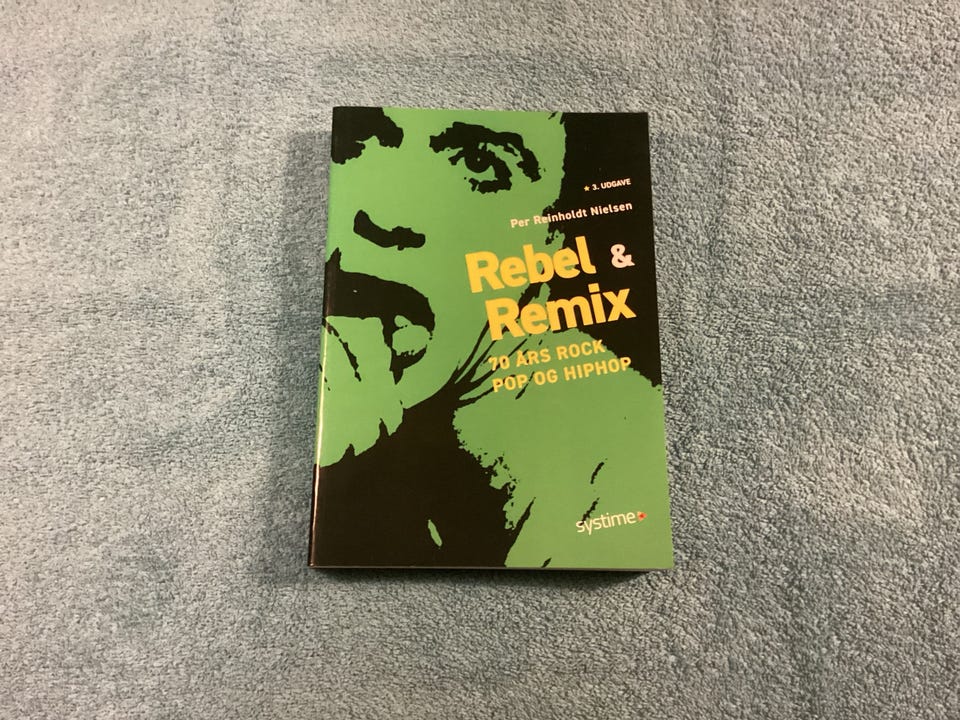 ★ 3. UDGAVE
Per Reinholdt Nielsen
Rebel &
Remix
70 ÅRS ROCK
POP OG HIPHOP
systime